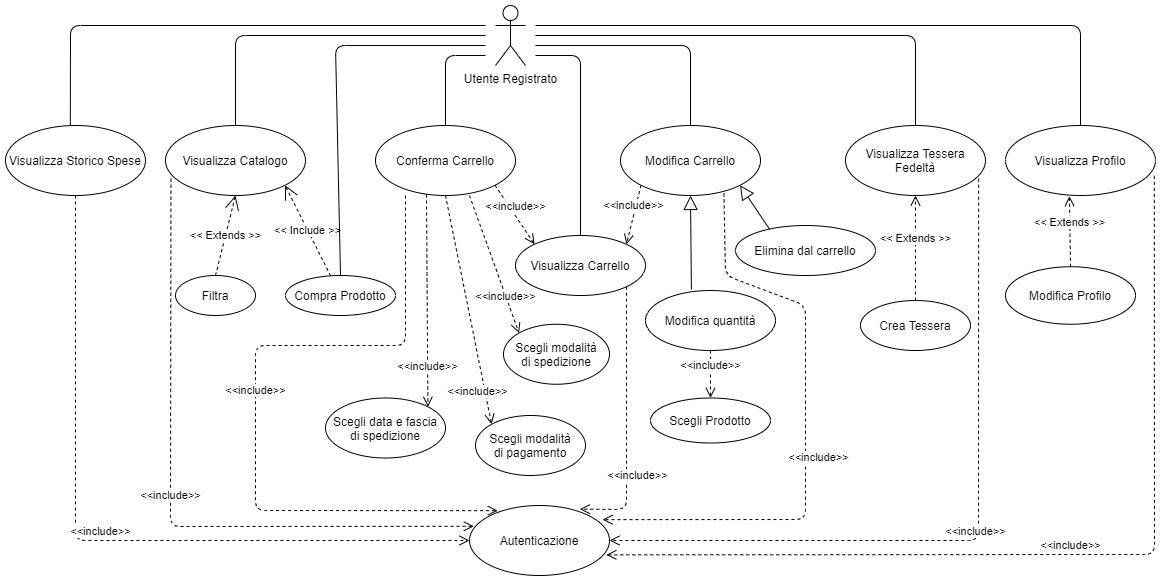 Utente Registrato
Visualizza Storico Spese
Visualizza Catalogo
Conferma Carrello
Modifica Carrello
Visualizza Tessera
Fedeltà
Visualizza Profilo
<<include>>
<<include>>
<< Extends >>
<< Include >>
<< Extends >>
<< Extends >>
Elimina dal carrello
Visualizza Carrello
Filtra
Compra Prodotto
<<include>>
Modifica quantità
Crea Tessera
Modifica Profilo
Scegli modalità
di spedizione
<<include>>
<<include>>
<<include>>
<<include>>
Scegli data e fascia
di spedizione
Scegli modalità
di pagamento
Scegli Prodotto
<<include>>
<<include>>
<<include>>
<<include>>
<<include>>
<<include>>
Autenticazione